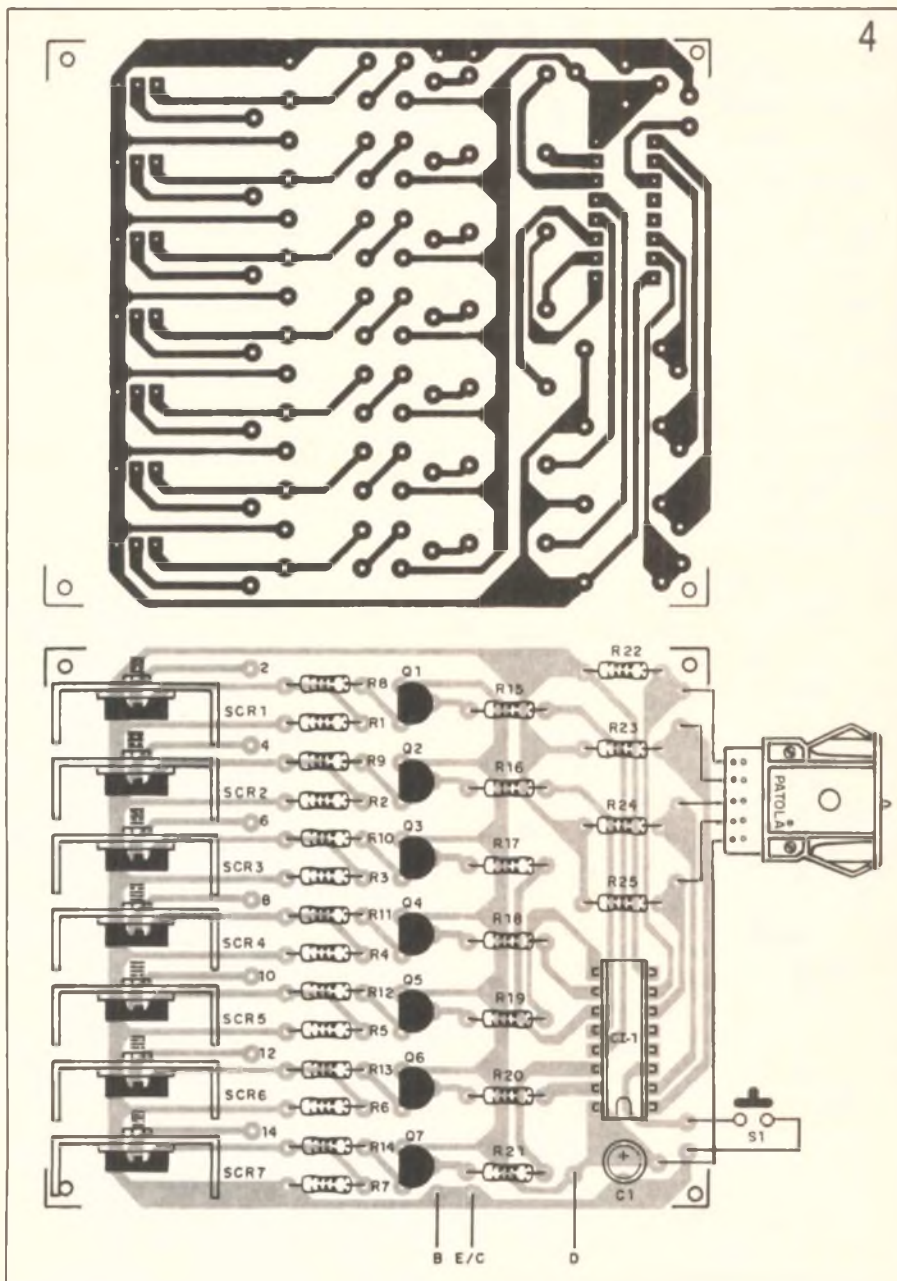 4
R22
2
R8
Q1
R15
SCR1
R1
R23
4
R9
Q2
R16
SCR2
R2
PATOLA®
6
R10
Q3
R24
R17
SCR3
R3
R25
8
R11
Q4
R18
SCR4
R4
10
R12
Q5
R19
SCR5
R5
CI-1
12
R13
Q6
R20
SCR6
R6
S1
14
R14
Q7
R21
SCR7
R7
C1
B E/C D